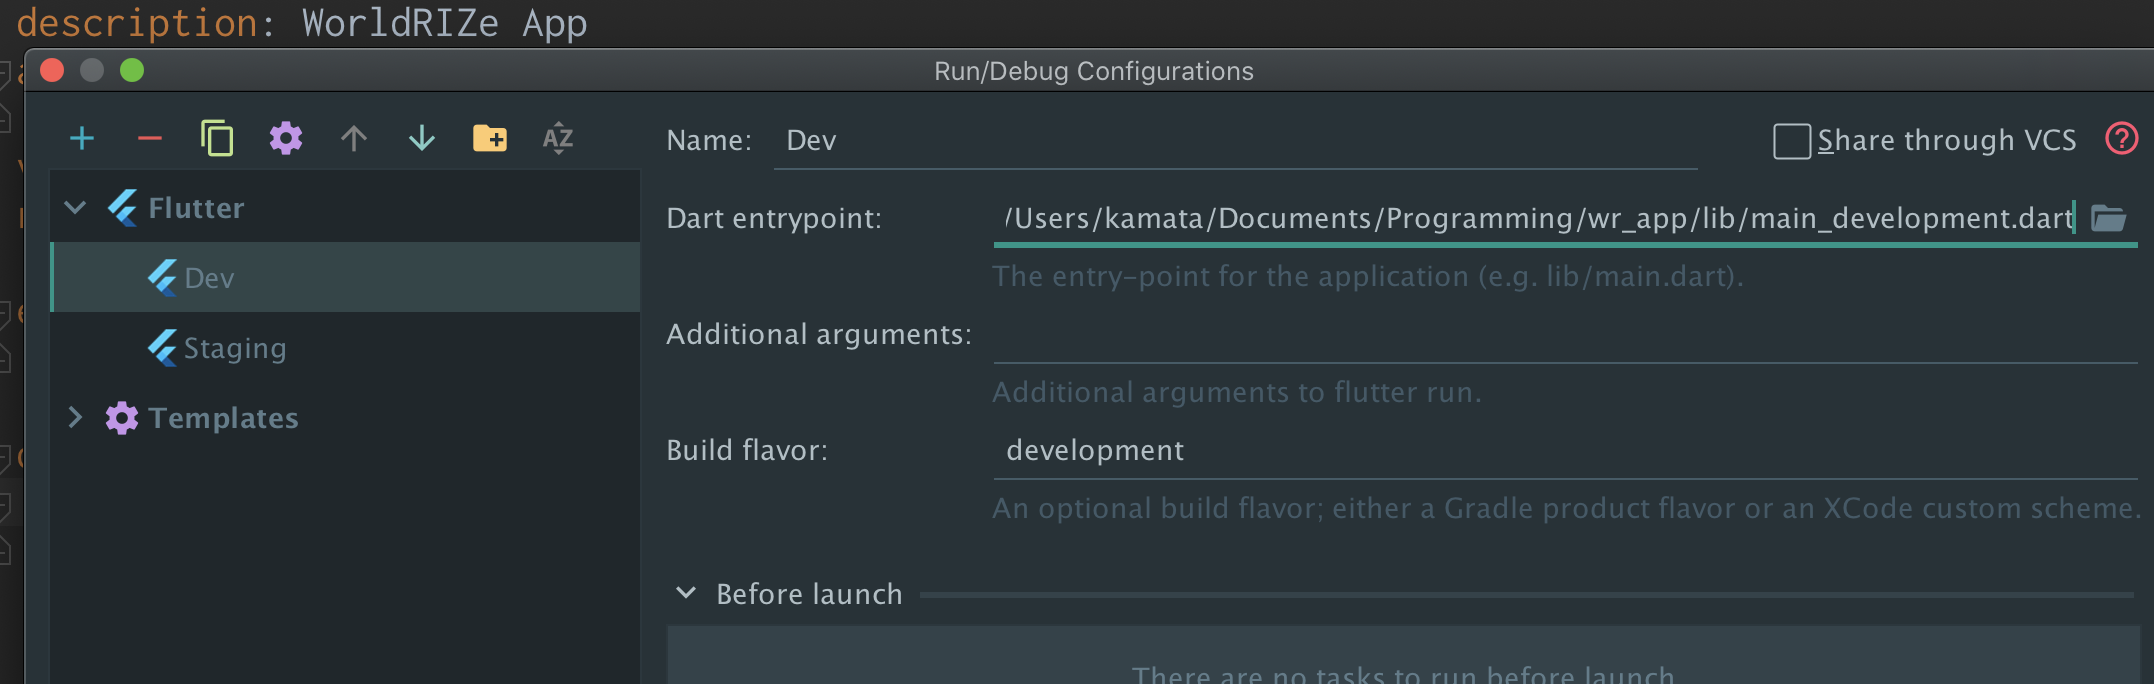 description: WorldRIZe App
Run/Debug Configurations
AZ
Name: Dev
Share through VCS
Flutter
Dev
Staging
Templates
Dart entrypoint: /Users/kamata/Documents/Programming/wr_app/lib/main_development.dart
The entry-point for the application (e.g. lib/main.dart).
Additional arguments:
Additional arguments to flutter run.
Build flavor: development
An optional build flavor; either a Gradle product flavor or an XCode custom scheme.
Before launch
There are no tasks to run before launch